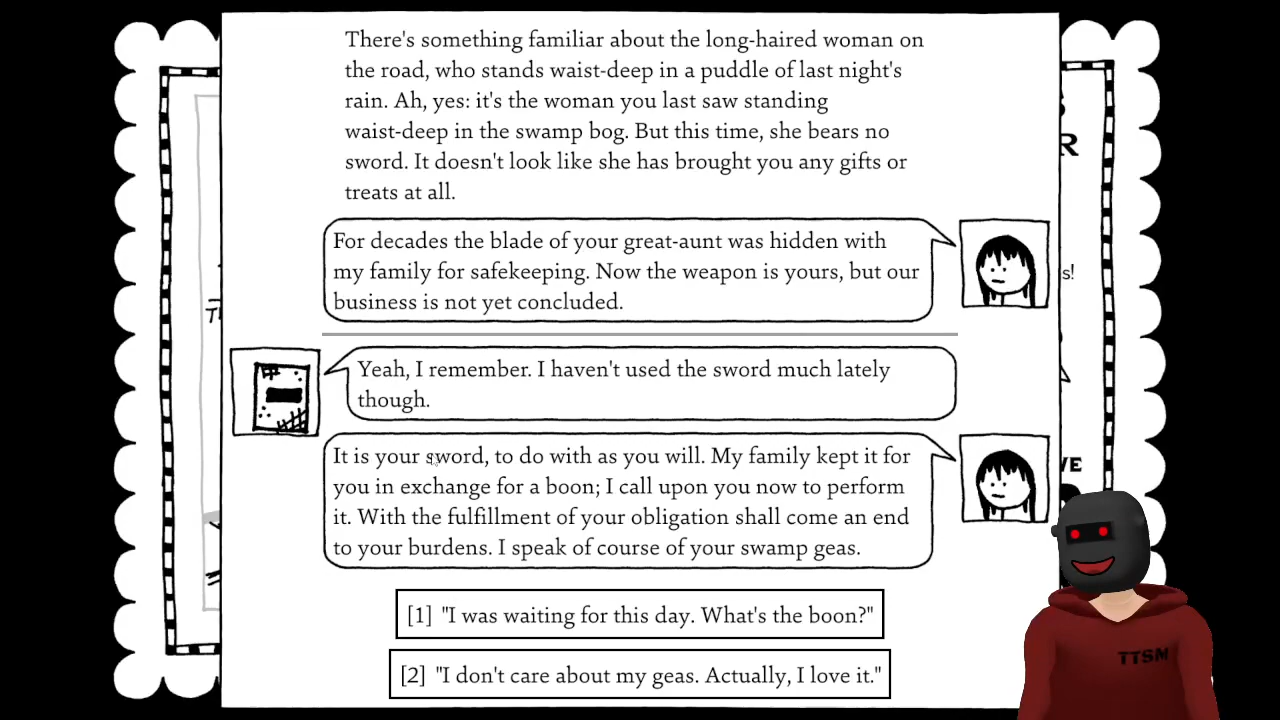 There's something familiar about the long-haired woman on
the road, who stands waist-deep in a puddle of last night's
rain. Ah, yes: it's the woman you last saw standing
waist-deep in the swamp bog. But this time, she bears no
sword. It doesn't look like she has brought you any gifts or
treats at all.
For decades the blade of your great-aunt was hidden with
my family for safekeeping. Now the weapon is yours, but our
business is not yet concluded.
Yeah, I remember. I haven't used the sword much lately
though.
It is your sword, to do with as you will. My family kept it for
you in exchange for a boon; I call upon you now to perform
it. With the fulfillment of your obligation shall come an end
to your burdens. I speak of course of your swamp geas.
[1] "I was waiting for this day. What's the boon?"
[2] "I don't care about my geas. Actually, I love it."
TTSM